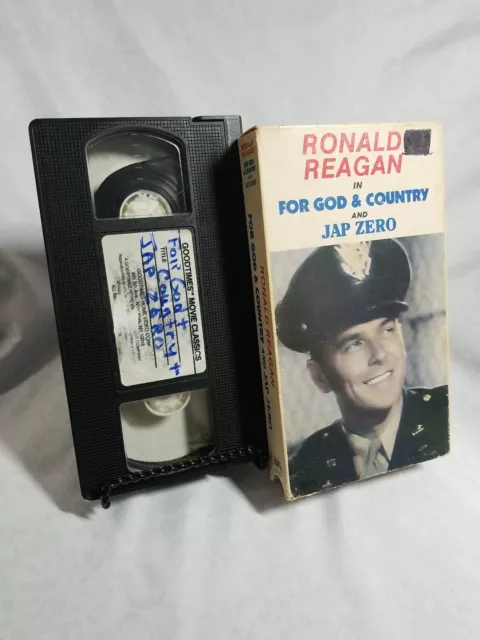 RONALD
REAGAN
IN
FOR GOD & COUNTRY
AND
JAP ZERO
RONALD REAGAN
FOR GOD & COUNTRY AND JAP ZERO
GOODTIMES™ MOVIE CLASSICS
TITLE
FOR GOD +
COUNTRY +
JAP ZERO